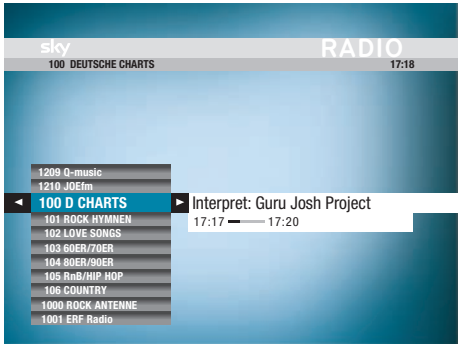 sky RADIO
100 DEUTSCHE CHARTS 17:18
1209 Q-music
1210 JOEfm
100 D CHARTS Interpret: Guru Josh Project
101 ROCK HYMNEN 17:17 17:20
102 LOVE SONGS
103 60ER/70ER
104 80ER/90ER
105 RnB/HIP HOP
106 COUNTRY
1000 ROCK ANTENNE
1001 ERF Radio